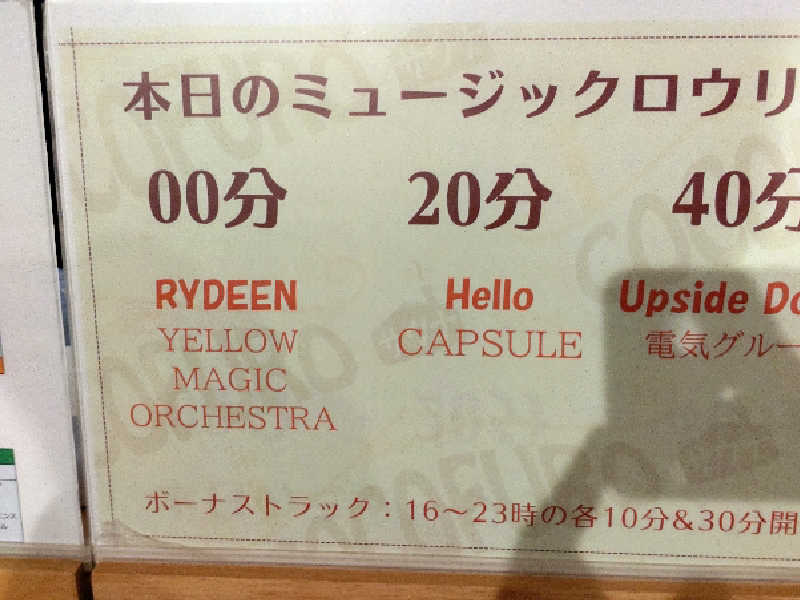 本日のミュージックロウリ
00分 20分 40分
RYDEEN Hello Upside Do
YELLOW CAPSULE 電気グルー
MAGIC
ORCHESTRA
ボーナストラック：16〜23時の各10分&30分開